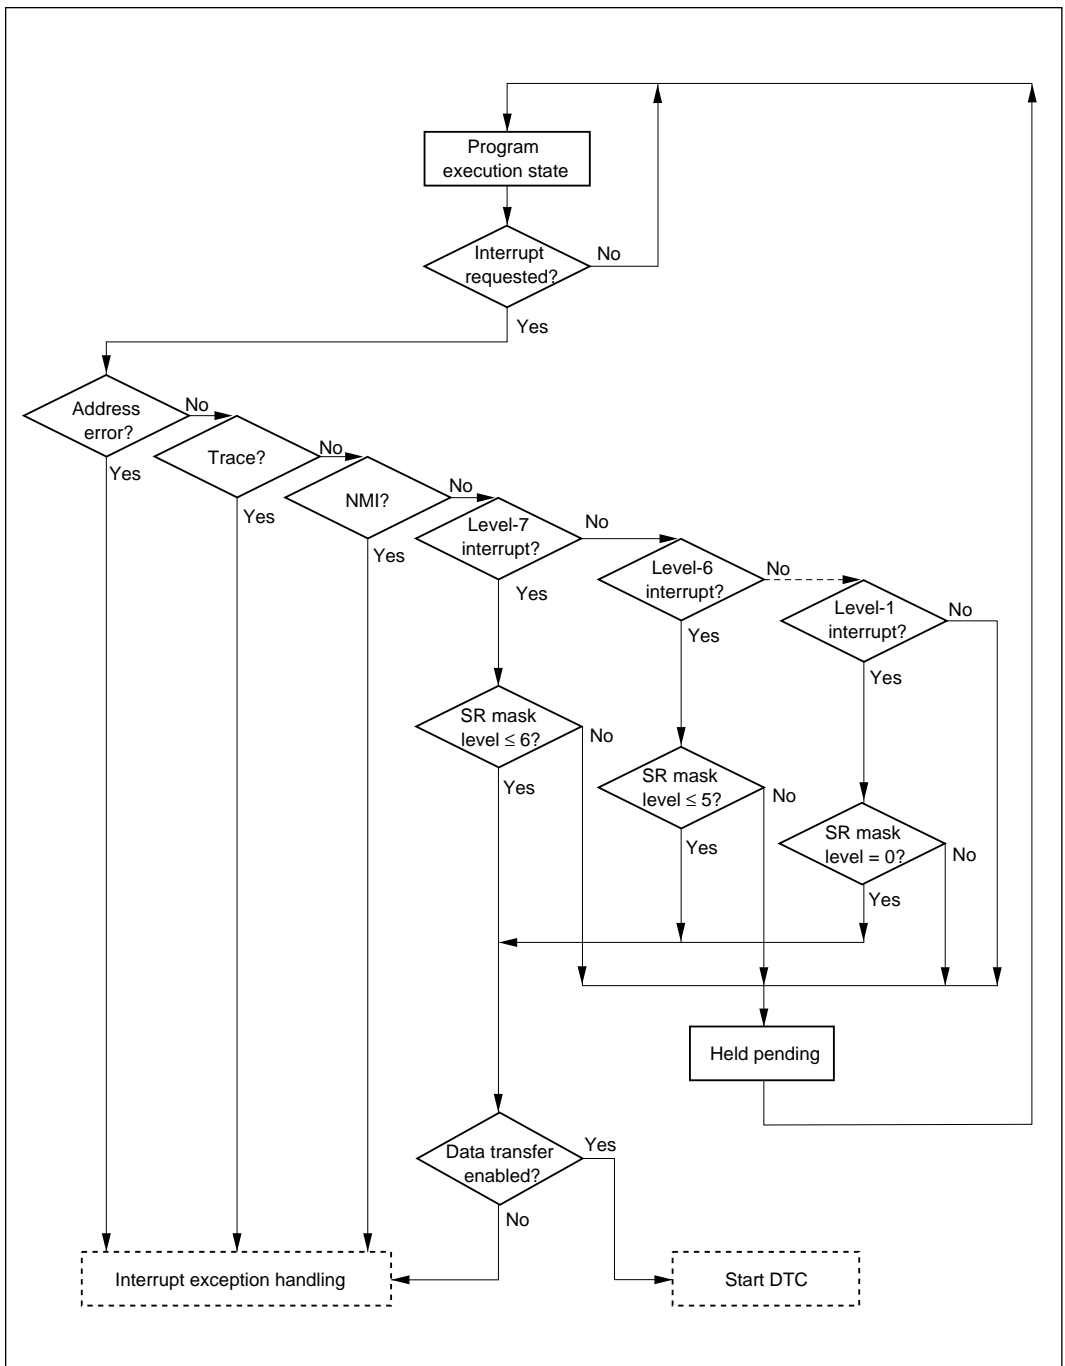 Program
execution state
Interrupt
requested?
No
Yes
Address
error?
No
Yes
Trace?
No
Yes
NMI?
No
Yes
Level-7
interrupt?
No
Yes
Level-6
interrupt?
No
Yes
Level-1
interrupt?
No
Yes
SR mask
level ≤ 6?
No
Yes
SR mask
level ≤ 5?
No
Yes
SR mask
level = 0?
No
Yes
Held pending
Data transfer
enabled?
Yes
No
Interrupt exception handling
Start DTC